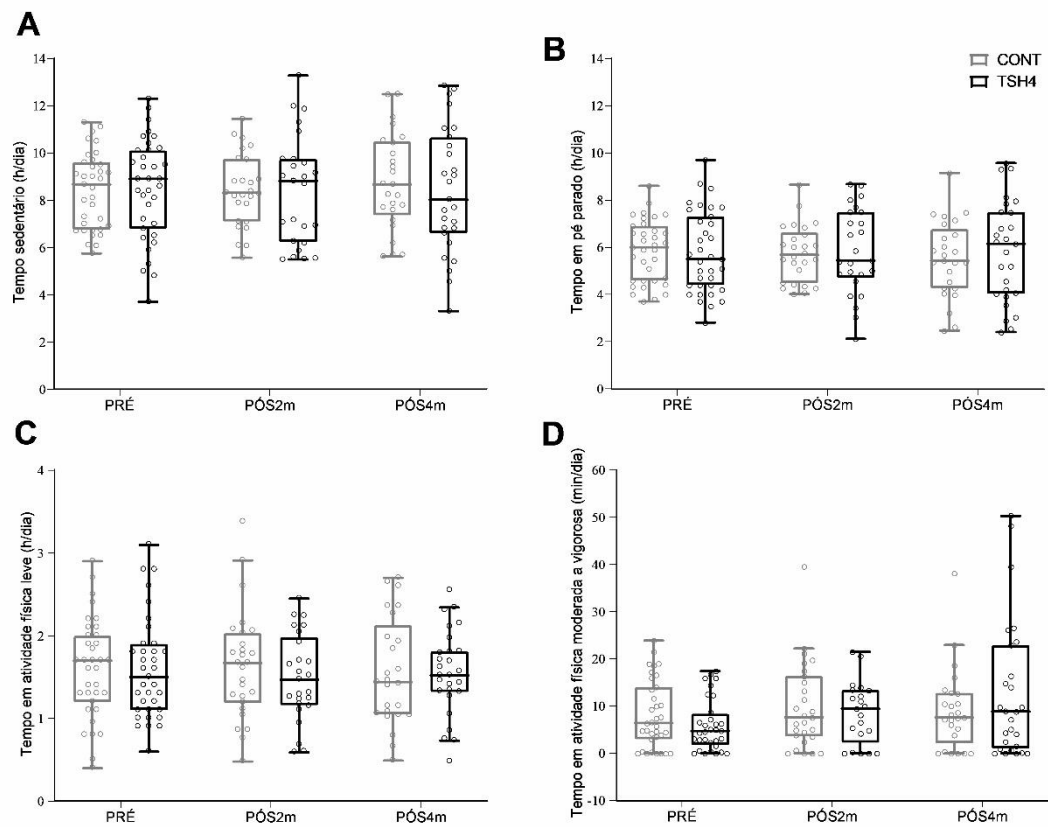 A
Tempo sedentário (h/dia)
14
12
10
8
6
4
2
0
PRÉ
PÓS2m
PÓS4m
B
CONT
TSH4
Tempo em pé parado (h/dia)
14
12
10
8
6
4
2
0
PRÉ
PÓS2m
PÓS4m
C
Tempo em atividade física leve (h/dia)
4
3
2
1
0
PRÉ
PÓS2m
PÓS4m
D
Tempo em atividade física moderada a vigorosa (min/dia)
60
50
40
30
20
10
0
-10
PRÉ
PÓS2m
PÓS4m